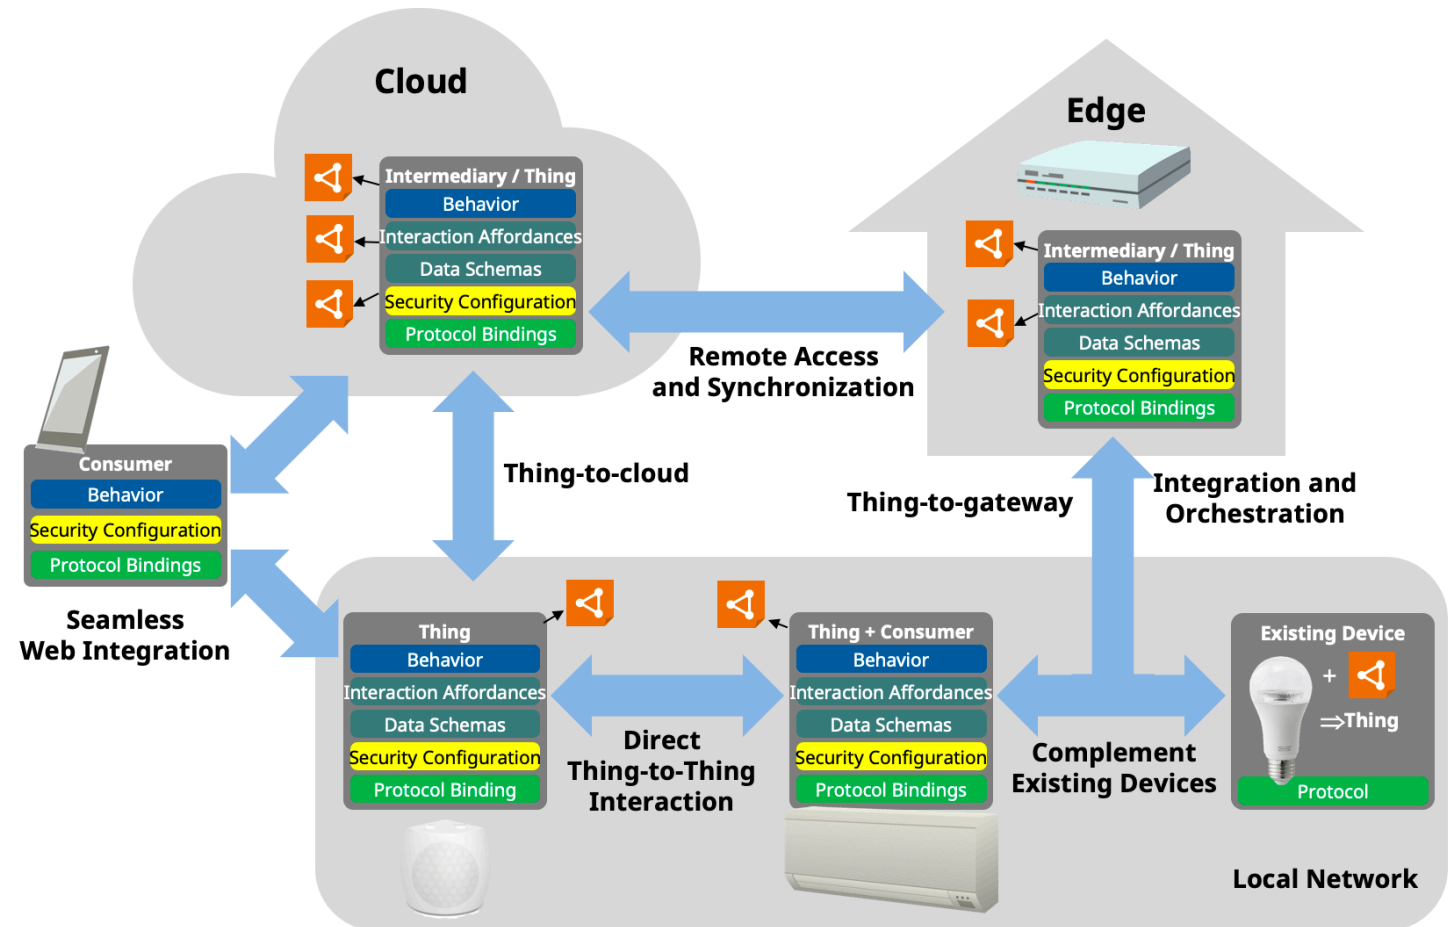 Cloud
Intermediary / Thing
Behavior
Interaction Affordances
Data Schemas
Security Configuration
Protocol Bindings
Edge
Intermediary / Thing
Behavior
Interaction Affordances
Data Schemas
Security Configuration
Protocol Bindings
Remote Access
and Synchronization
Consumer
Behavior
Security Configuration
Protocol Bindings
Seamless
Web Integration
Thing-to-cloud
Thing-to-gateway
Integration and
Orchestration
Thing
Behavior
Interaction Affordances
Data Schemas
Security Configuration
Protocol Binding
Direct
Thing-to-Thing
Interaction
Thing + Consumer
Behavior
Interaction Affordances
Data Schemas
Security Configuration
Protocol Bindings
Complement
Existing Devices
Existing Device
+
⇒Thing
Protocol
Local Network